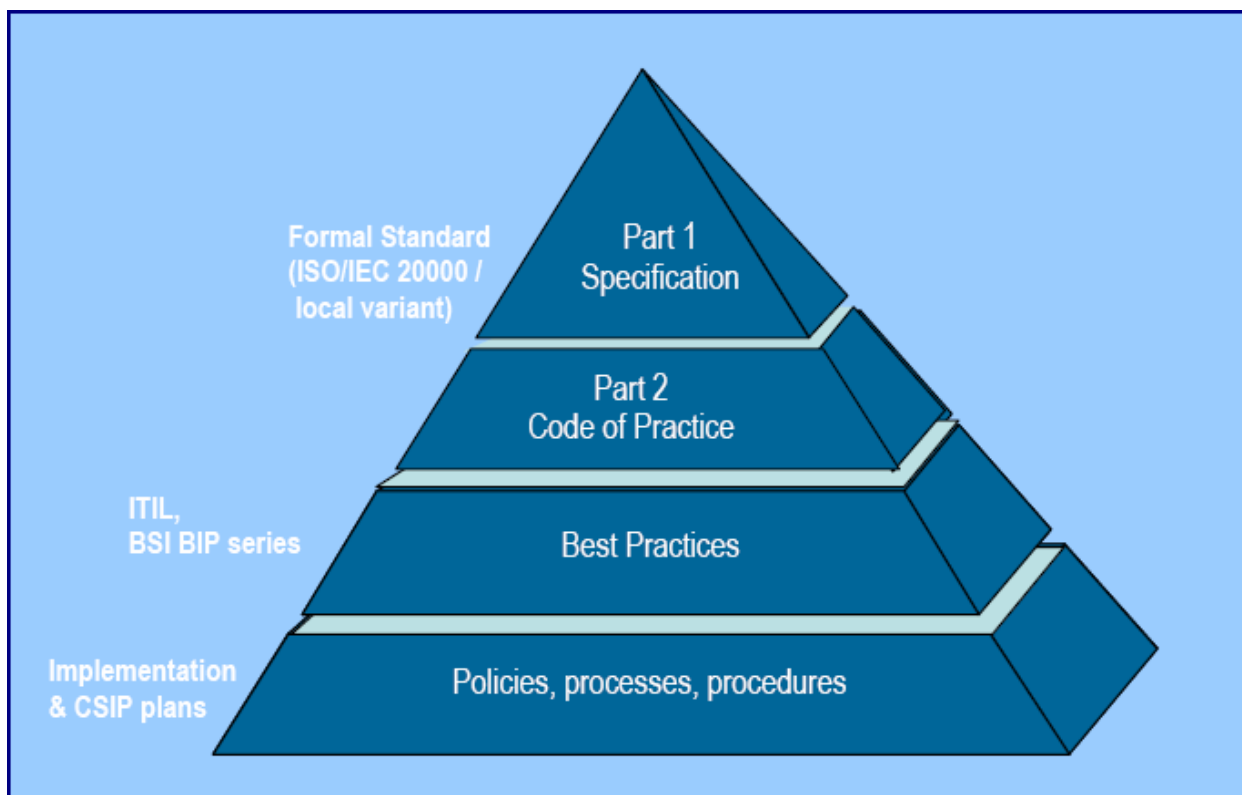 Formal Standard
(ISO/IEC 20000 /
local variant)
Part 1
Specification
Part 2
Code of Practice
ITIL,
BSI BIP series
Best Practices
Implementation
& CSIP plans
Policies, processes, procedures